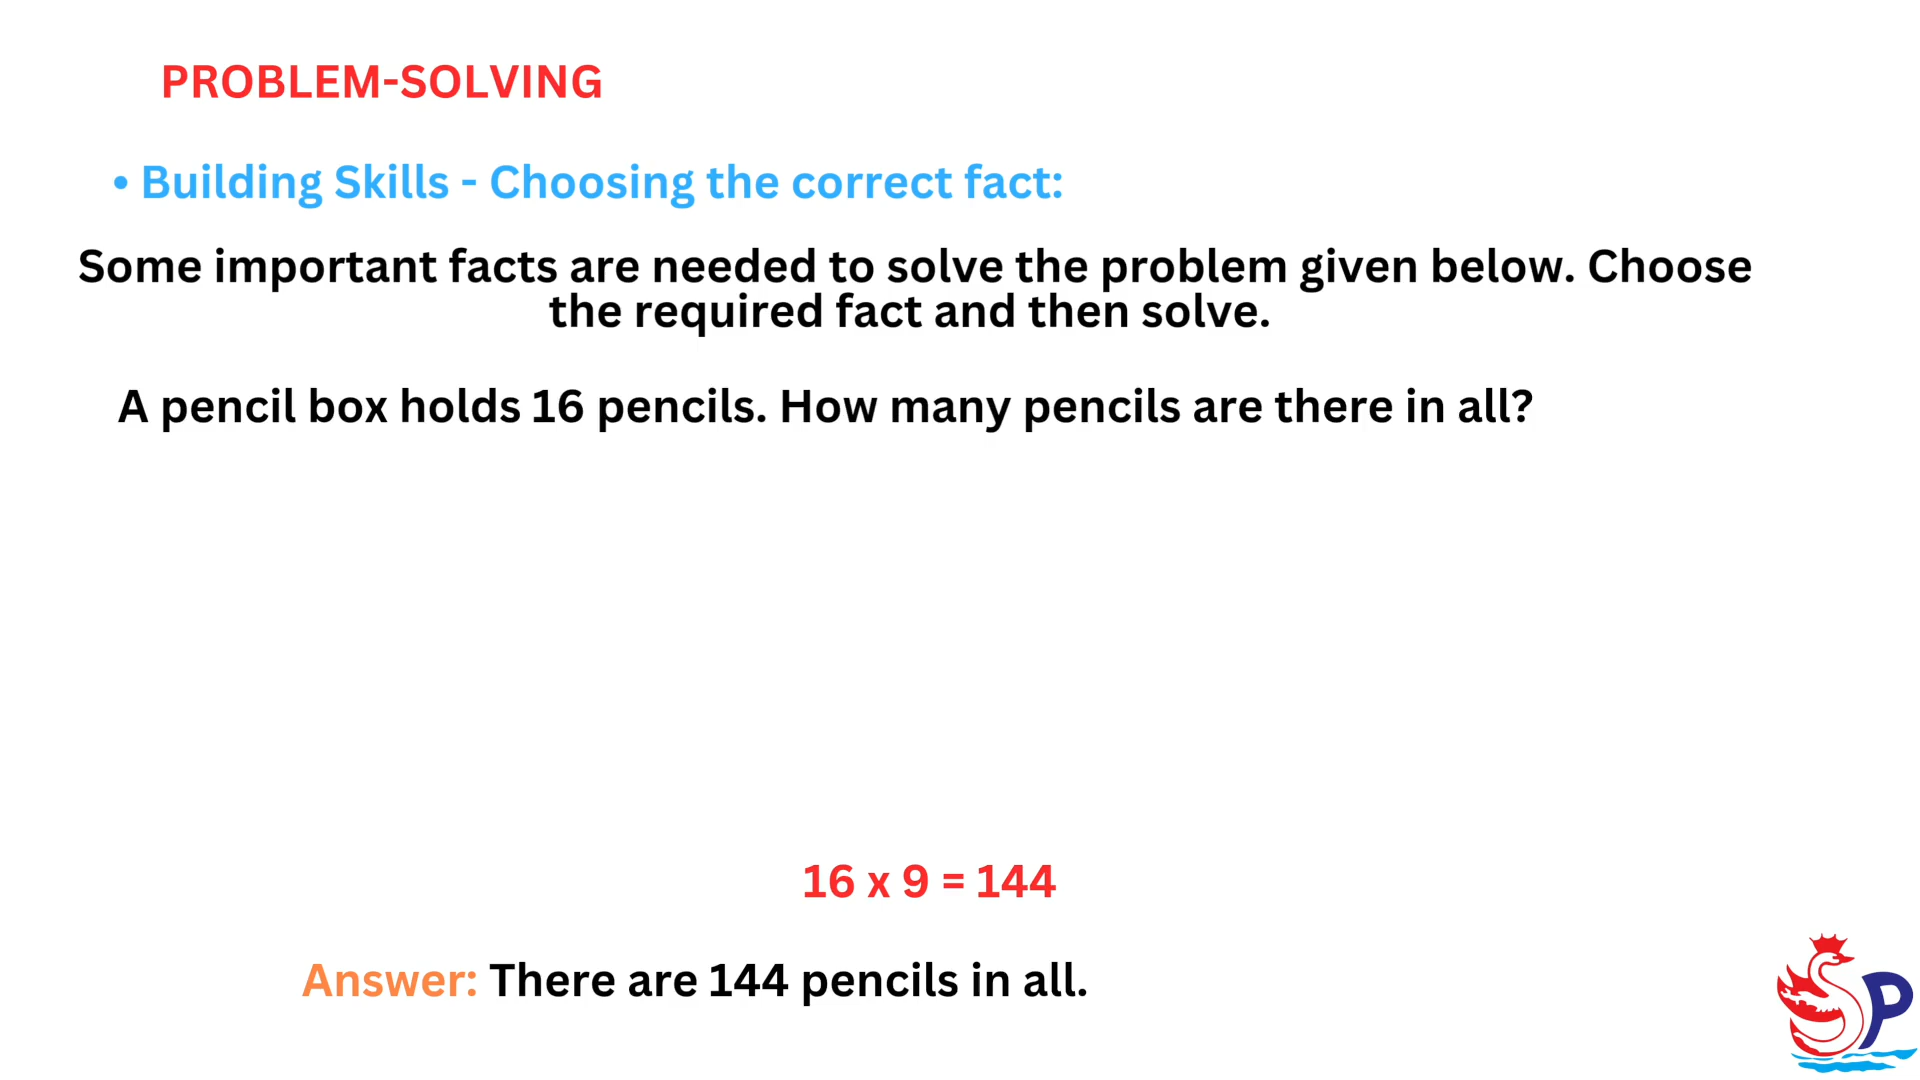 PROBLEM-SOLVING
• Building Skills - Choosing the correct fact:
Some important facts are needed to solve the problem given below. Choose
the required fact and then solve.
A pencil box holds 16 pencils. How many pencils are there in all?
16 x 9 = 144
Answer: There are 144 pencils in all.
SP